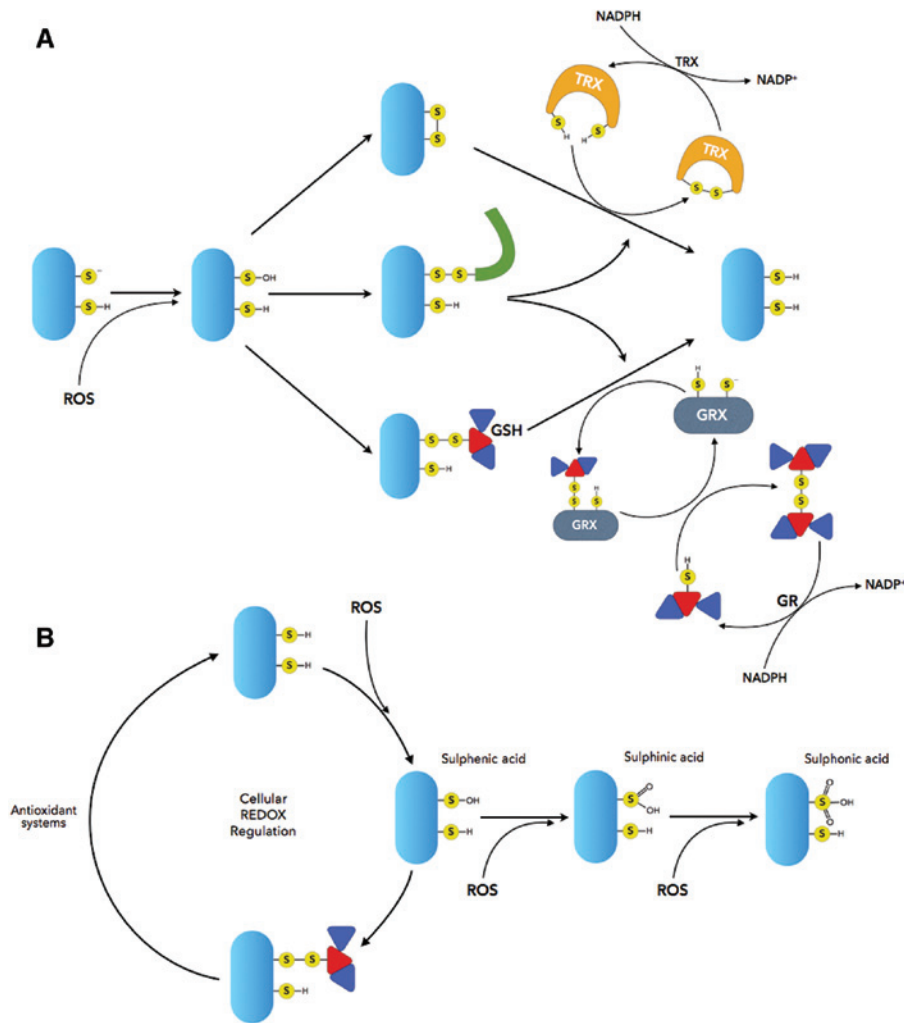 A
NADPH
TRX
NADP+
TRX
S
H
S
H
TRX
S
S
S
S
S
-
S
H
S
OH
S
H
S
S
S
H
S
H
S
H
ROS
S
S
GSH
S
H
H
S
S
-
GRX
S
S
H
S
GRX
S
S
H
S
GR
NADP+
NADPH
B
S
H
S
H
ROS
Antioxidant
systems
Cellular
REDOX
Regulation
Sulphenic acid
S
OH
S
H
ROS
Sulphinic acid
S
O
OH
S
H
ROS
Sulphonic acid
O
S
OH
O
S
H
S
S
S
H